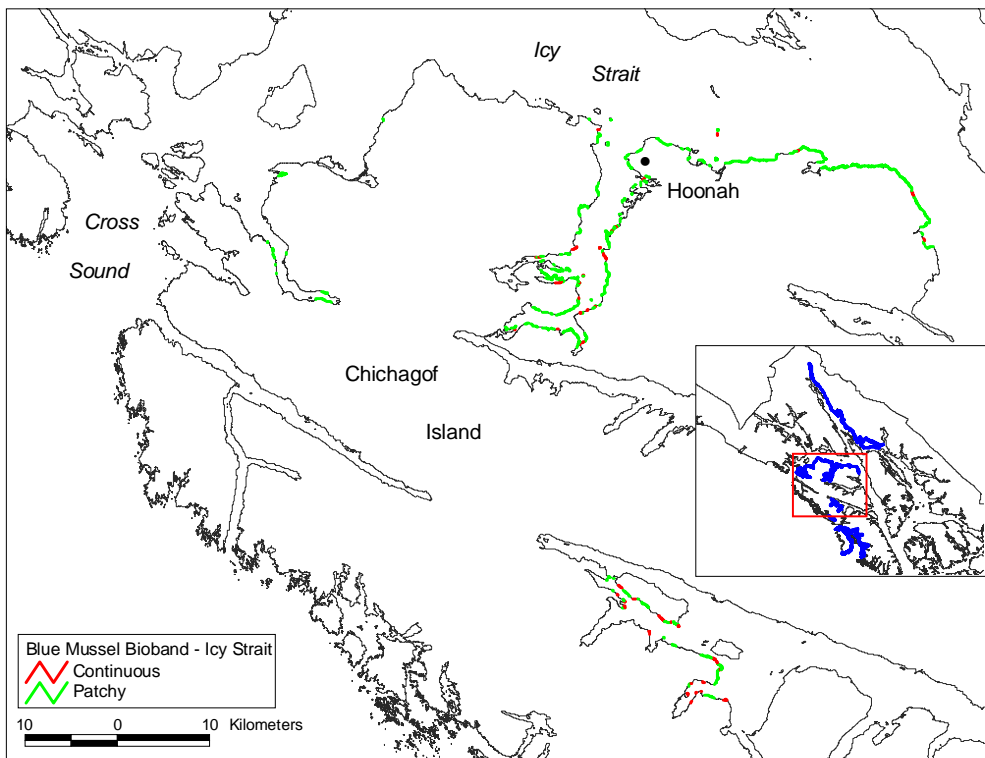 Icy
Strait
Hoonah
Cross
Sound
Chichagof
Island
Blue Mussel Bioband - Icy Strait
Continuous
Patchy
10 0 10 Kilometers